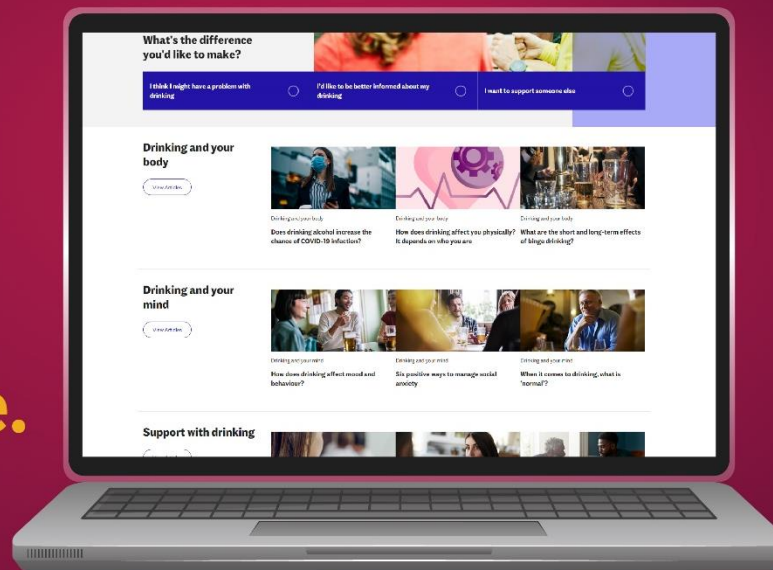 What's the difference
you'd like to make?
I think I might have a problem with
drinking
I'd like to be better informed about my
drinking
I want to support someone else
Drinking and your
body
View Articles
Drinking and your body
Does drinking alcohol increase the
chance of COVID-19 infection?
Drinking and your body
How does drinking affect you physically?
It depends on who you are
Drinking and your body
What are the short and long-term effects
of binge drinking?
Drinking and your
mind
View Articles
Drinking and your mind
How does drinking affect mood and
behaviour?
Drinking and your mind
Six positive ways to manage social
anxiety
Drinking and your mind
When it comes to drinking, what is
'normal'?
e.
Support with drinking